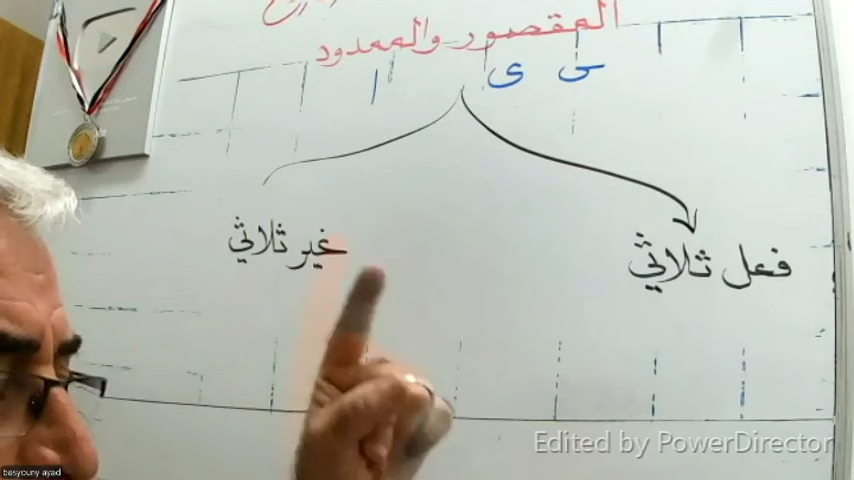 المقصور والممدود
ى ى ا
فعل ثلاثي
غير ثلاثي
Edited by PowerDirector
basyouny ayad